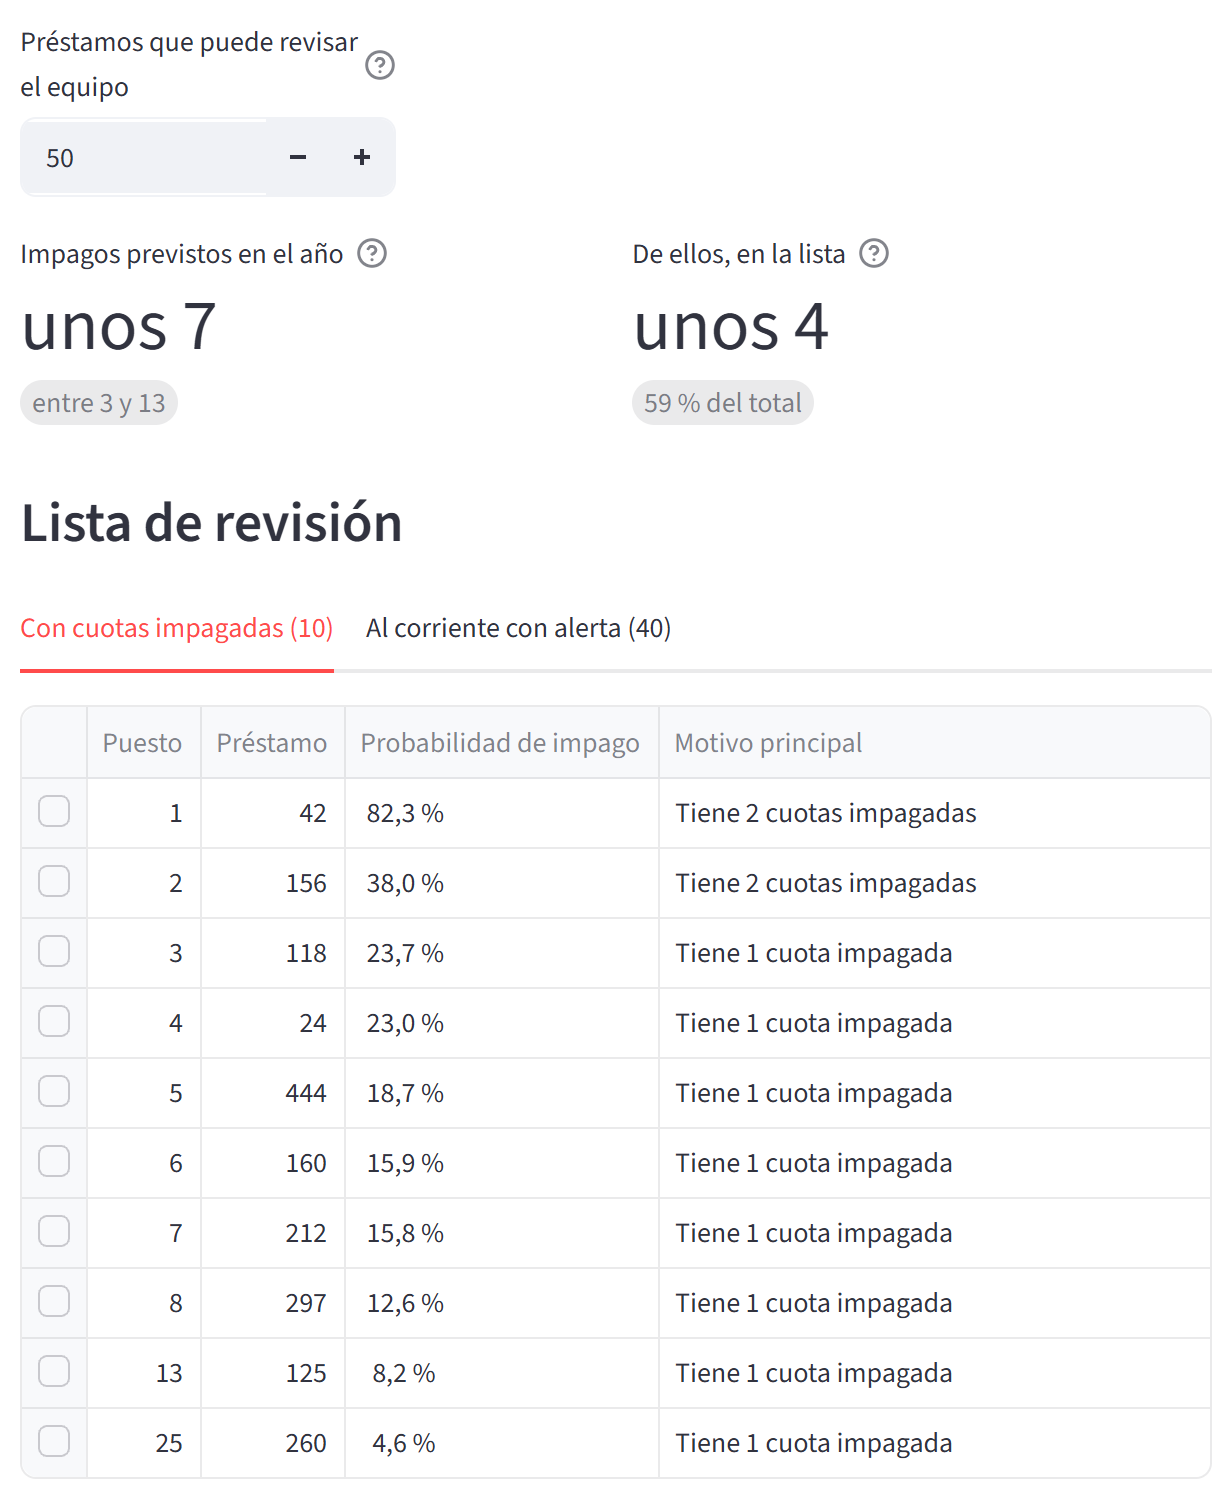 Préstamos que puede revisar
el equipo
50
Impagos previstos en el año
De ellos, en la lista
unos 7
unos 4
entre 3 y 13
59 % del total
Lista de revisión
Con cuotas impagadas (10)
Al corriente con alerta (40)
Puesto Préstamo Probabilidad de impago Motivo principal
1 42 82,3 % Tiene 2 cuotas impagadas
2 156 38,0 % Tiene 2 cuotas impagadas
3 118 23,7 % Tiene 1 cuota impagada
4 24 23,0 % Tiene 1 cuota impagada
5 444 18,7 % Tiene 1 cuota impagada
6 160 15,9 % Tiene 1 cuota impagada
7 212 15,8 % Tiene 1 cuota impagada
8 297 12,6 % Tiene 1 cuota impagada
13 125 8,2 % Tiene 1 cuota impagada
25 260 4,6 % Tiene 1 cuota impagada